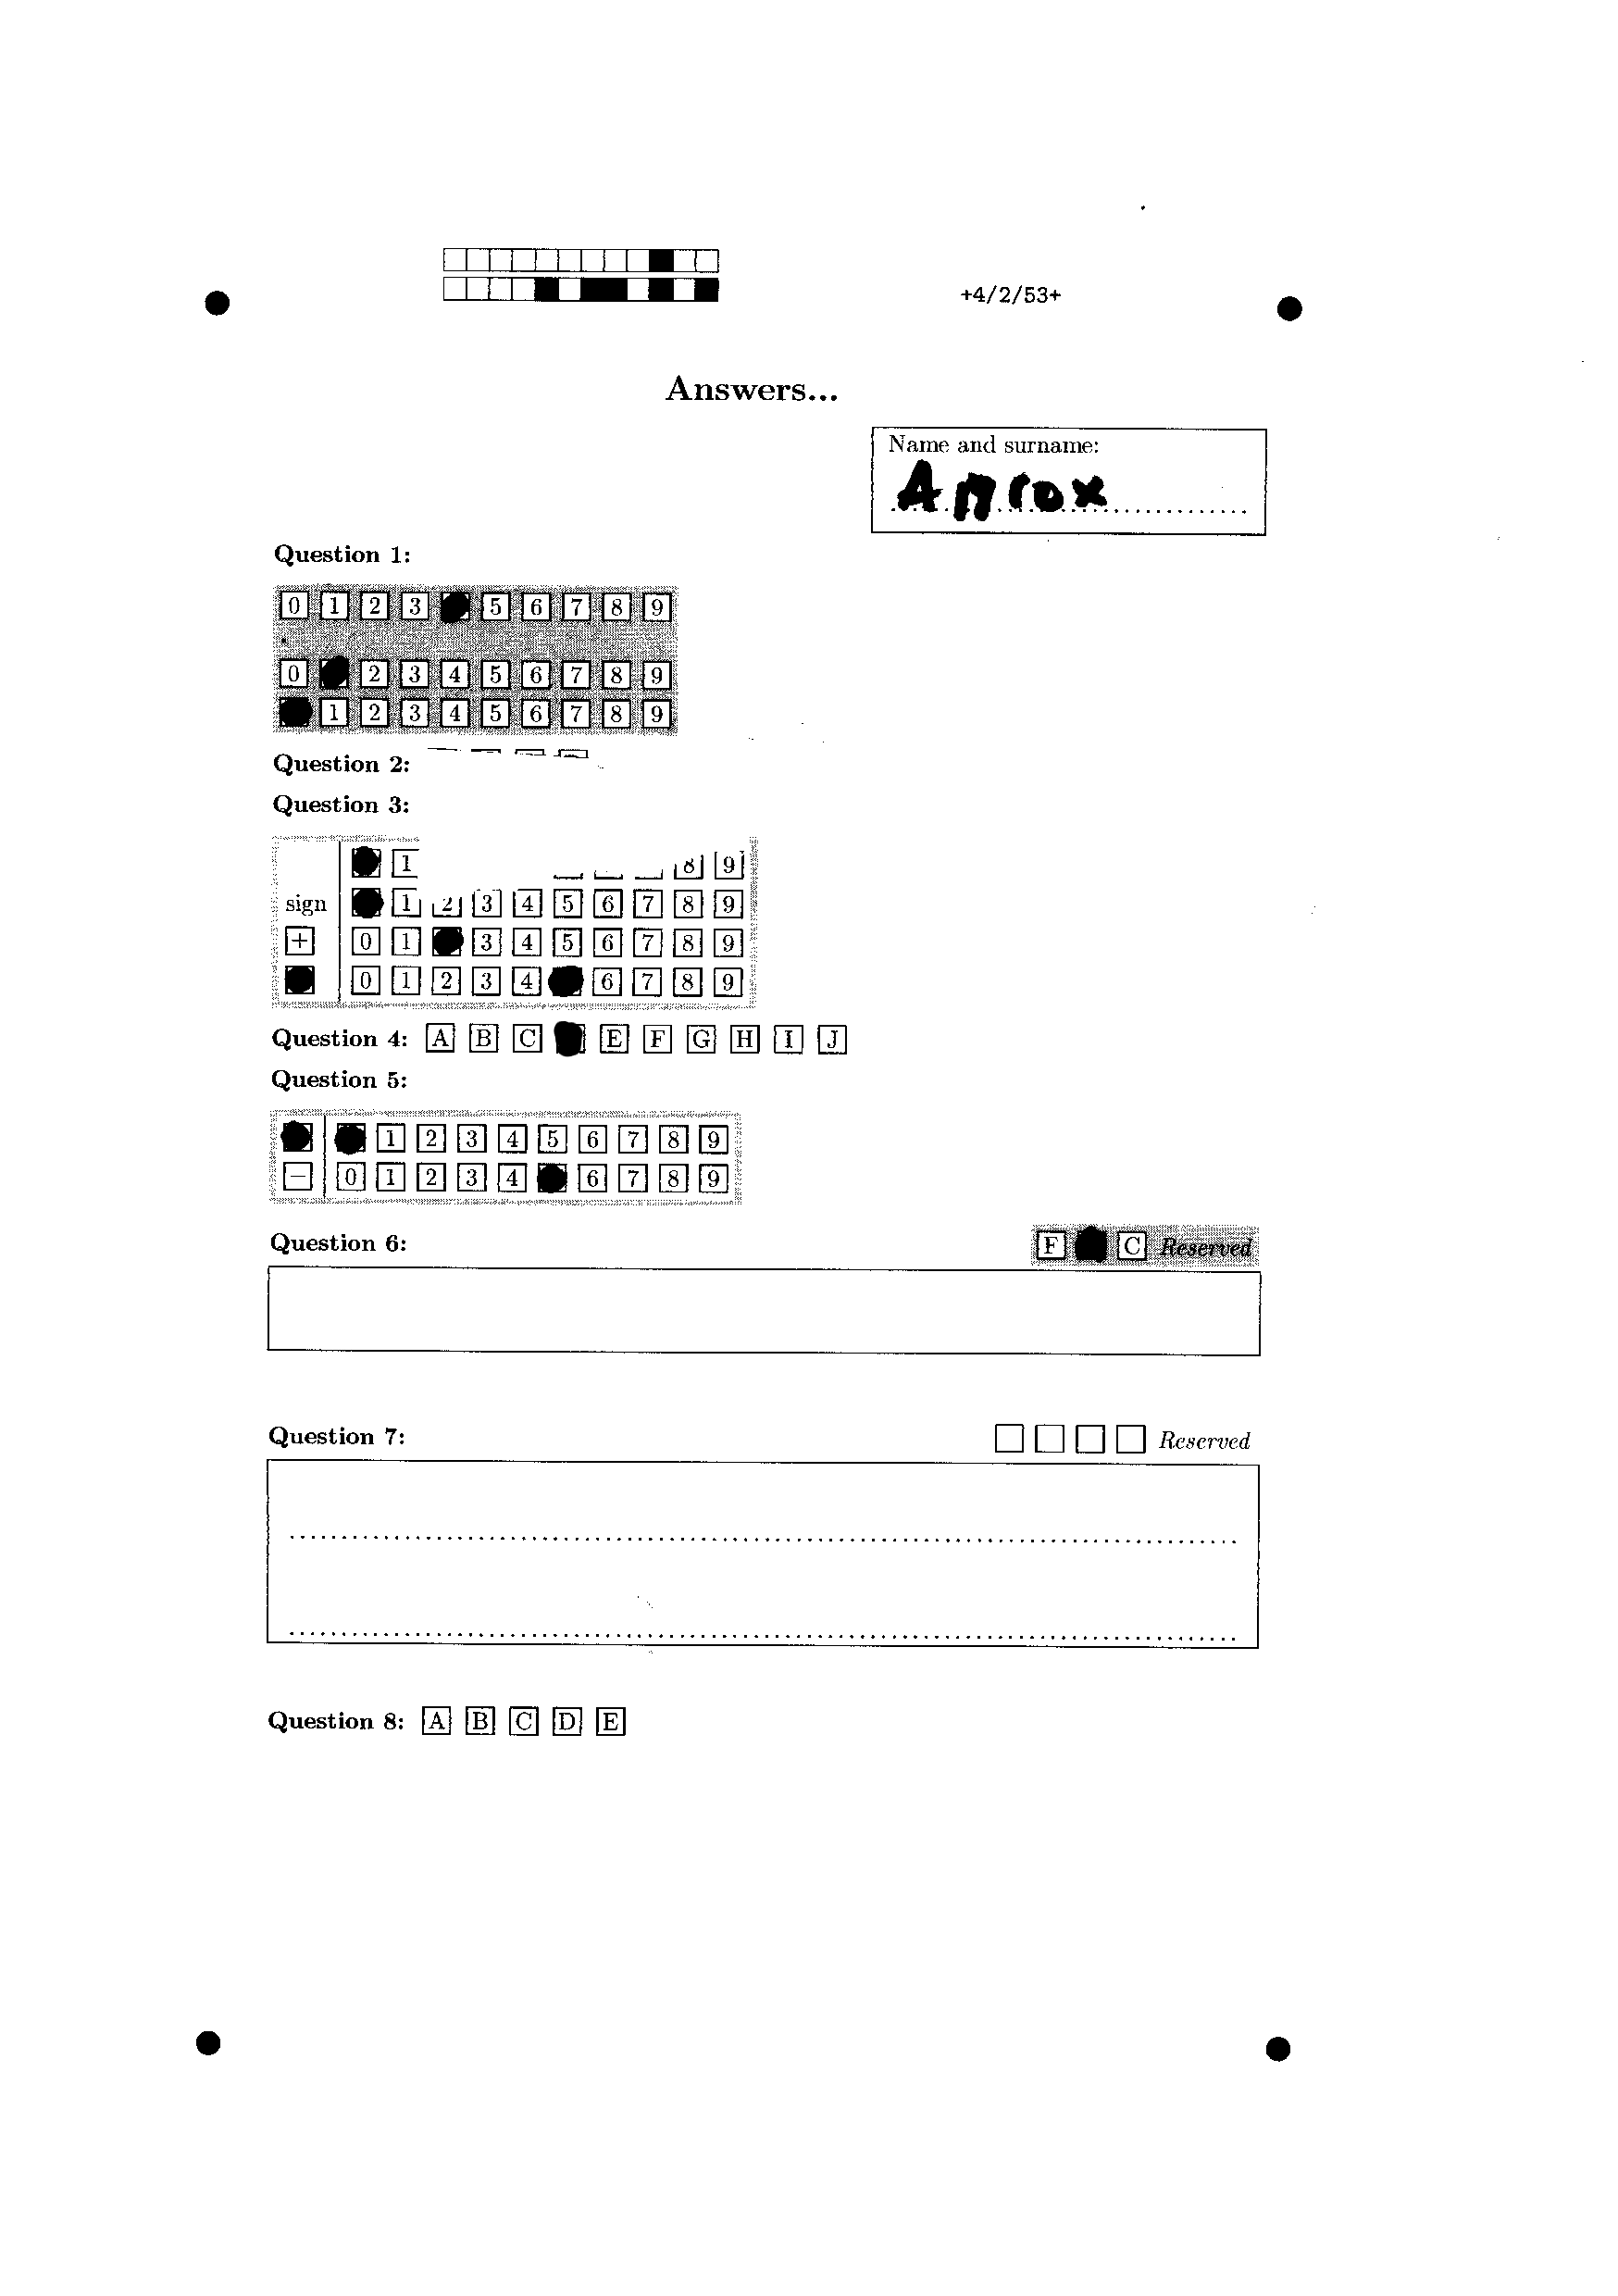 +4/2/53+
Answers...
Name and surname:
Question 1:
0 1 2 3 5 6 7 8 9
.
0 2 3 4 5 6 7 8 9
1 2 3 4 5 6 7 8 9
Question 2:
Question 3:
1 8 9
sign 1 2 3 4 5 6 7 8 9
+ 0 1 3 4 5 6 7 8 9
0 1 2 3 4 6 7 8 9
Question 4: A B C E F G H I J
Question 5:
1 2 3 4 5 6 7 8 9
− 0 1 2 3 4 6 7 8 9
Question 6: F C Reserved
Question 7: Reserved
Question 8: A B C D E